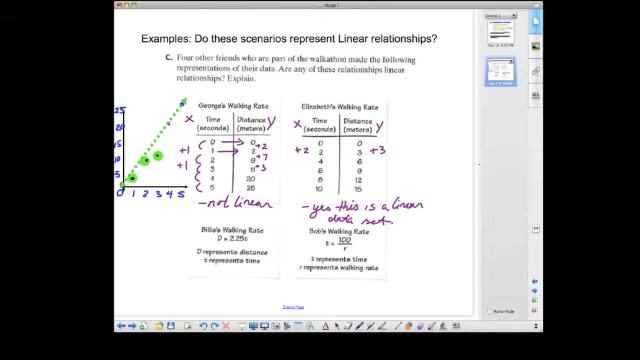 Examples: Do these scenarios represent Linear relationships?
C. Four other friends who are part of the walkathon made the following
representations of their data. Are any of these relationships linear
relationships? Explain.
George's Walking Rate
X Time Distance Y
(seconds) (meters)
0 0
+1 1 2 +2
2 9 +7
+1 3 11 +3
4 20
5 25
-not linear
25
20
15
10
5
0 1 2 3 4 5
Elizabeth's Walking Rate
X Time Distance Y
(seconds) (meters)
0 0
+2 2 3 +3
4 6
6 9
8 12
10 15
-yes this is a linear
data set.
Billie's Walking Rate
D = 2.25t
D represents distance
t represents time
Bob's Walking Rate
t = 100
r
t represents time
r represents walking rate